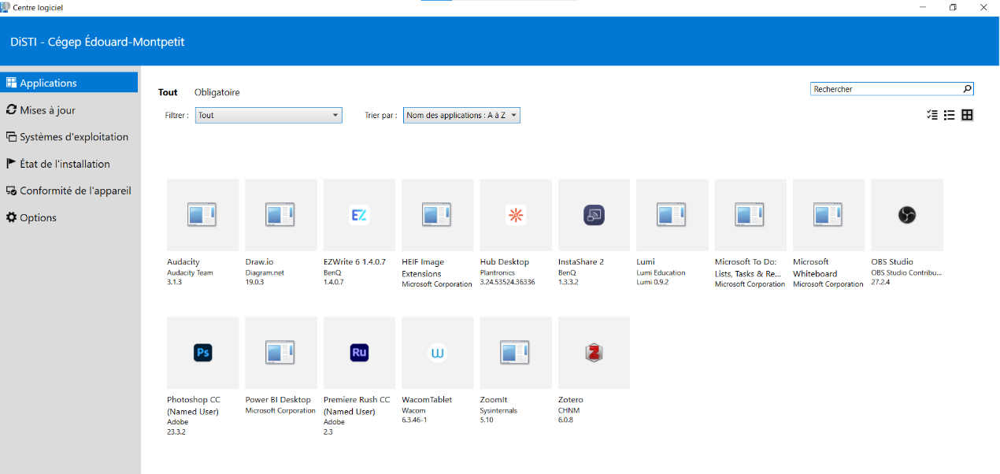 Centre logiciel
DiSTI - Cégep Édouard-Montpetit
Applications
Mises à jour
Systèmes d'exploitation
État de l'installation
Conformité de l'appareil
Options
Tout Obligatoire
Rechercher
Filtrer : Tout Trier par : Nom des applications : A à Z
Audacity
Audacity Team
3.1.3
Draw.io
Diagram.net
19.0.3
EZ
EZWrite 6 1.4.0.7
BenQ
1.4.0.7
HEIF Image
Extensions
Microsoft Corporation
Hub Desktop
Plantronics
3.24.53524.36336
InstaShare 2
BenQ
1.3.3.2
Lumi
Lumi Education
Lumi 0.9.2
Microsoft To Do:
Lists, Tasks & Re...
Microsoft Corporation
Microsoft
Whiteboard
Microsoft Corporation
OBS Studio
OBS Studio Contribu...
27.2.4
Ps
Photoshop CC
(Named User)
Adobe
23.3.2
Power BI Desktop
Microsoft Corporation
Ru
Premiere Rush CC
(Named User)
Adobe
2.3
W
WacomTablet
Wacom
6.3.46-1
ZoomIt
Sysinternals
5.10
Z
Zotero
CHNM
6.0.8